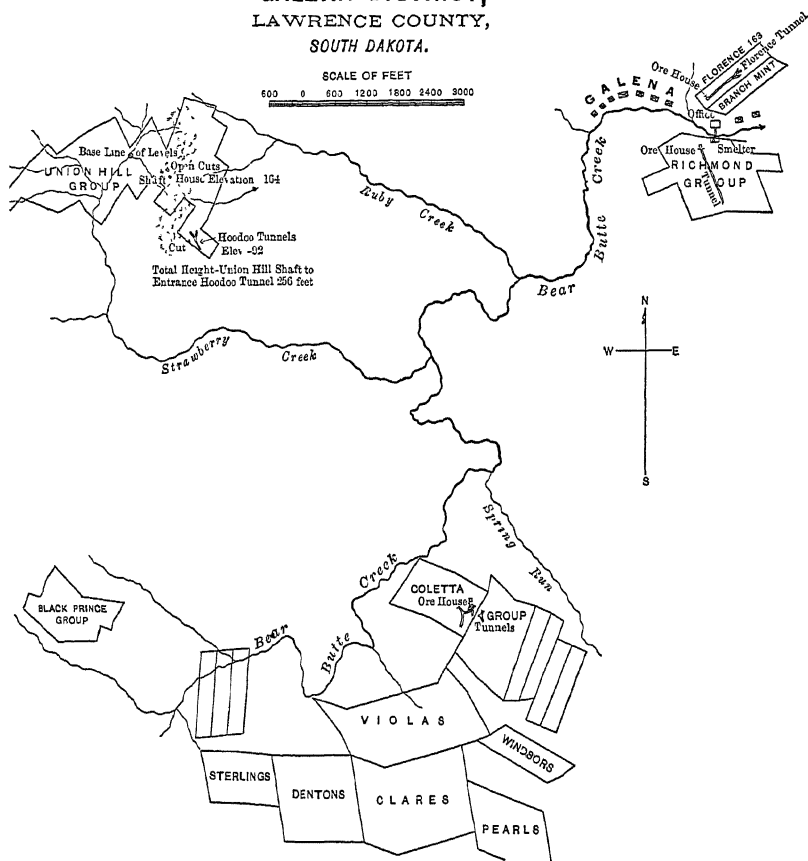 LAWRENCE COUNTY,
SOUTH DAKOTA.
SCALE OF FEET
600 0 600 1200 1800 2400 3000
GALENA
Ore House
FLORENCE 163
Florence Tunnel
BRANCH MINT
Office
Ore House
Smelter
RICHMOND
GROUP
Tunnel
Base Line of Levels
Open Cuts
UNION HILL
GROUP
Shaft House Elevation 164
Cut
Hoodoo Tunnels
Elev -92
Total Height-Union Hill Shaft to
Entrance Hoodoo Tunnel 256 feet
Ruby Creek
Bear Butte Creek
Strawberry Creek
N
W E
S
Spring Run
BLACK PRINCE
GROUP
Bear Butte Creek
COLETTA
Ore House
GROUP
Tunnels
VIOLAS
WINDSORS
STERLINGS
DENTONS
CLARES
PEARLS